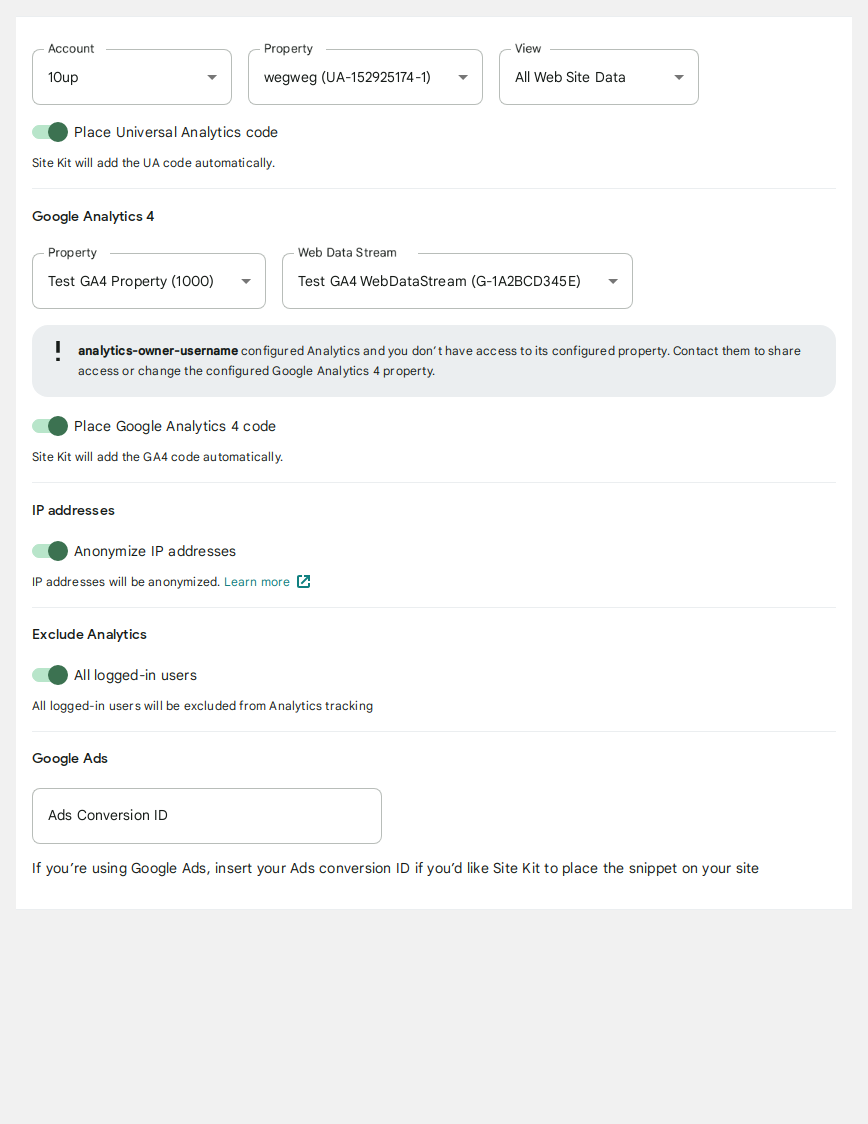 Account
Property
View
10up
wegweg (UA-152925174-1)
All Web Site Data
Place Universal Analytics code
Site Kit will add the UA code automatically.
Google Analytics 4
Property
Web Data Stream
Test GA4 Property (1000)
Test GA4 WebDataStream (G-1A2BCD345E)
analytics-owner-username configured Analytics and you don’t have access to its configured property. Contact them to share
access or change the configured Google Analytics 4 property.
Place Google Analytics 4 code
Site Kit will add the GA4 code automatically.
IP addresses
Anonymize IP addresses
IP addresses will be anonymized. Learn more
Exclude Analytics
All logged-in users
All logged-in users will be excluded from Analytics tracking
Google Ads
Ads Conversion ID
If you’re using Google Ads, insert your Ads conversion ID if you’d like Site Kit to place the snippet on your site